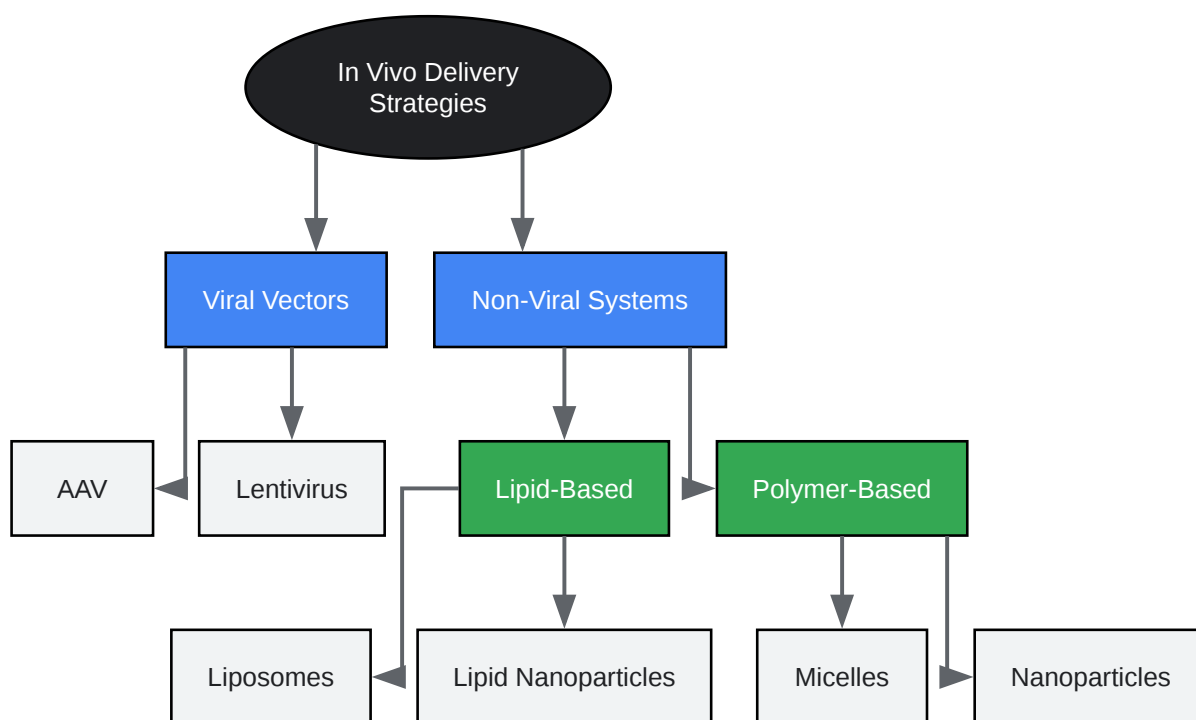 In Vivo Delivery
Strategies
Viral Vectors
Non-Viral Systems
AAV
Lentivirus
Lipid-Based
Polymer-Based
Liposomes
Lipid Nanoparticles
Micelles
Nanoparticles